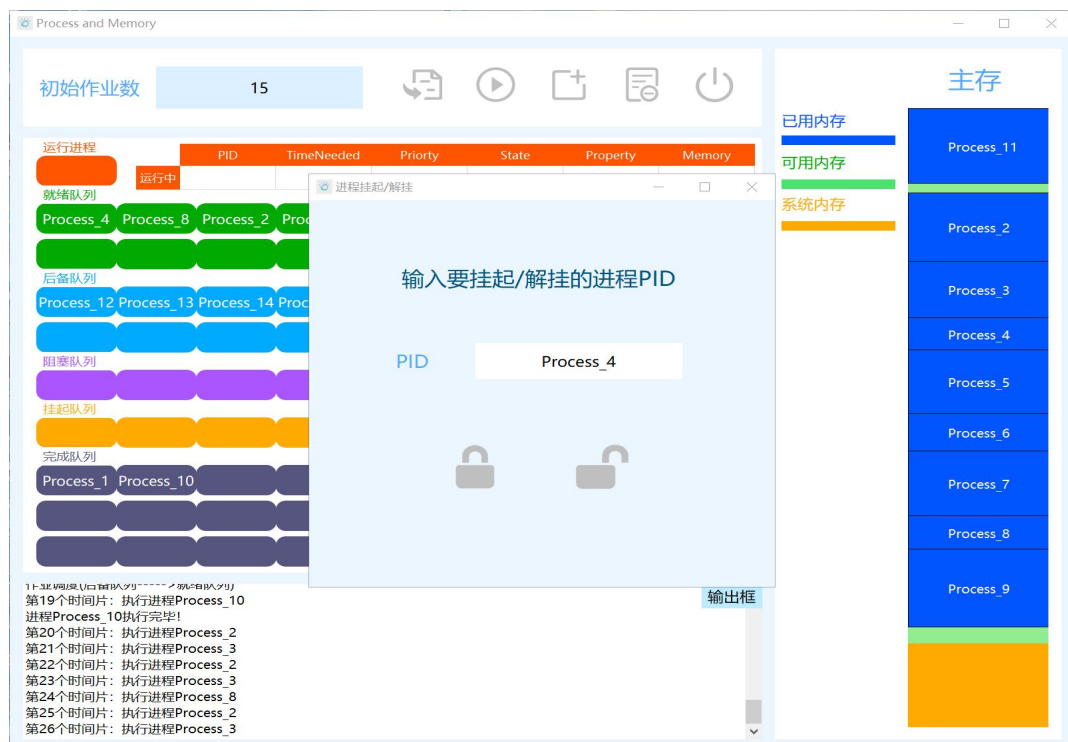 Process and Memory
初始作业数
15
主存
已用内存
可用内存
系统内存
运行进程
PID TimeNeeded Priorty State Property Memory
运行中
就绪队列
Process_4 Process_8 Process_2
后备队列
Process_12 Process_13 Process_14
阻塞队列
挂起队列
完成队列
Process_1 Process_10
进程挂起/解挂
输入要挂起/解挂的进程PID
PID
Process_4
Process_11
Process_2
Process_3
Process_4
Process_5
Process_6
Process_7
Process_8
Process_9
输出框
作业调度(后备队列----->就绪队列)
第19个时间片：执行进程Process_10
进程Process_10执行完毕!
第20个时间片：执行进程Process_2
第21个时间片：执行进程Process_3
第22个时间片：执行进程Process_2
第23个时间片：执行进程Process_3
第24个时间片：执行进程Process_8
第25个时间片：执行进程Process_2
第26个时间片：执行进程Process_3